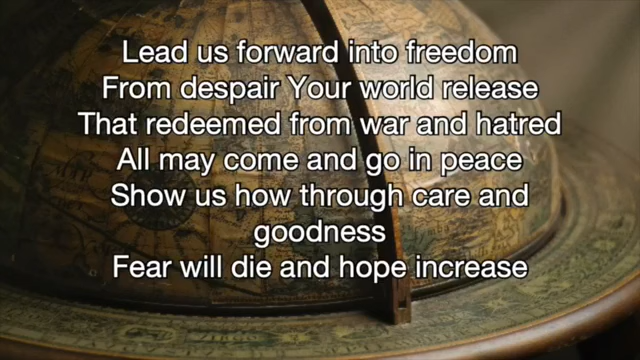 Lead us forward into freedom
From despair Your world release
That redeemed from war and hatred
All may come and go in peace
Show us how through care and
goodness
Fear will die and hope increase